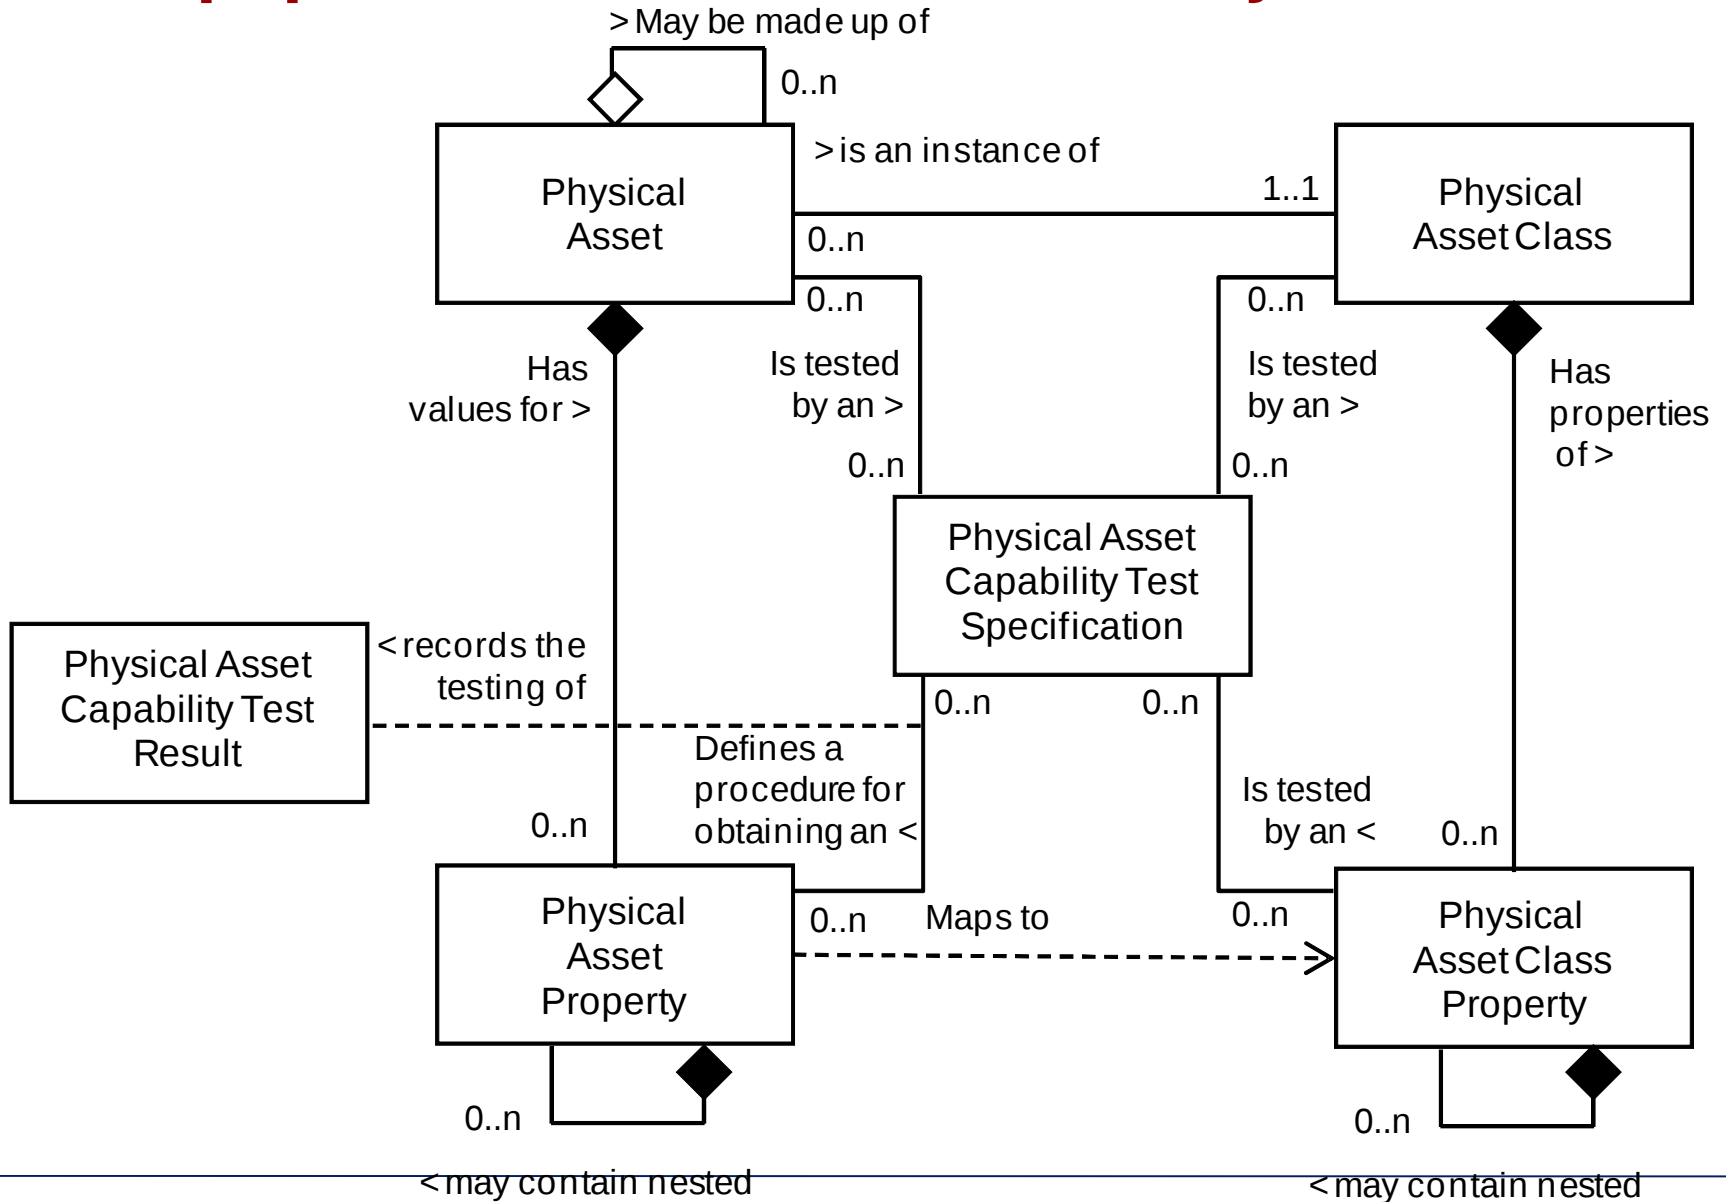 > May be made up of
0..n
> is an instance of
Physical
Asset
1..1
Physical
Asset Class
0..n
0..n
0..n
Has
values for >
Is tested
by an >
Is tested
by an >
Has
properties
of >
0..n
0..n
Physical Asset
Capability Test
Specification
Physical Asset
Capability Test
Result
< records the
testing of
0..n
0..n
Defines a
procedure for
obtaining an <
Is tested
by an <
0..n
0..n
Physical
Asset
Property
0..n
Maps to
0..n
Physical
Asset Class
Property
0..n
0..n
< may contain nested
< may contain nested